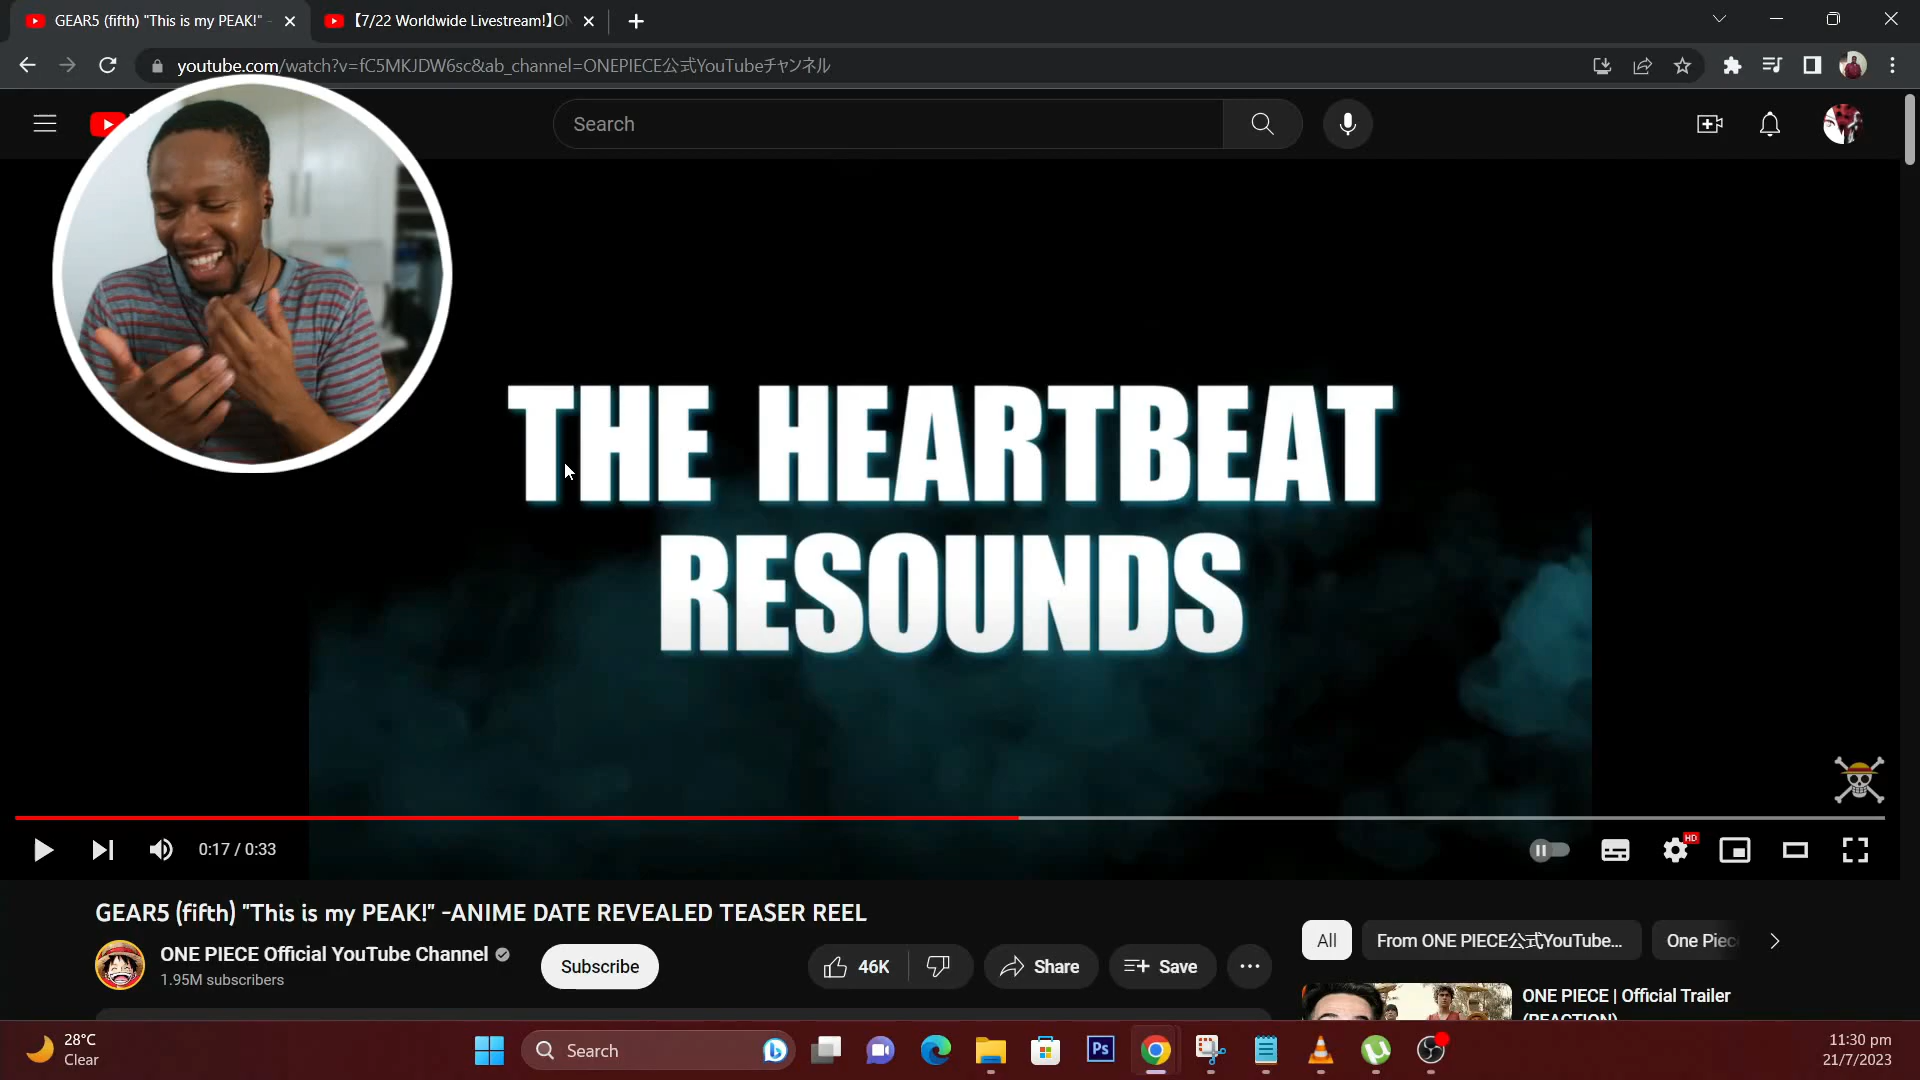 GEAR5 (fifth) "This is my PEAK!" -
【7/22 Worldwide Livestream!】ON
youtube.com/watch?v=fC5MKJDW6sc&ab_channel=ONEPIECE公式YouTubeチャンネル
Search
THE HEARTBEAT
RESOUNDS
0:17 / 0:33
HD
GEAR5 (fifth) "This is my PEAK!" -ANIME DATE REVEALED TEASER REEL
ONE PIECE Official YouTube Channel
1.95M subscribers
Subscribe
46K
Share
Save
All
From ONE PIECE公式YouTube...
One Piec
ONE PIECE | Official Trailer
(REACTION)
28°C
Clear
Search
Ps
11:30 pm
21/7/2023